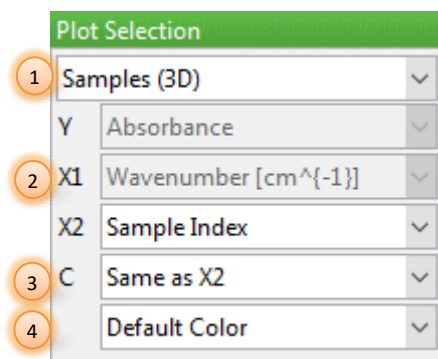 Plot Selection
1 Samples (3D)
Y Absorbance
2 X1 Wavenumber [cm^{-1}]
X2 Sample Index
3 C Same as X2
4 Default Color